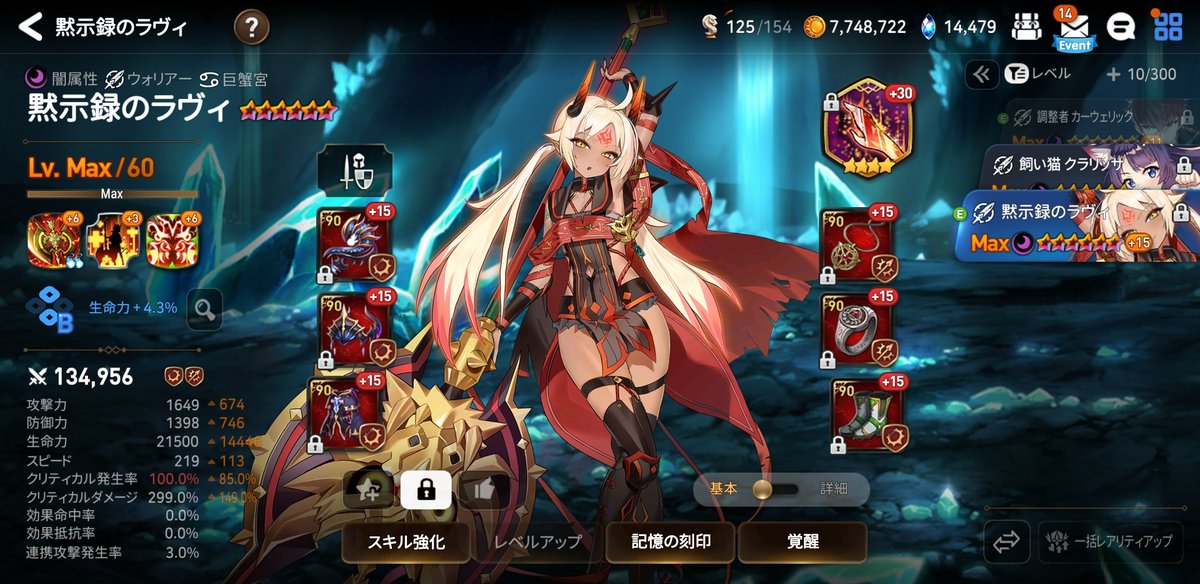 黙示録のラヴィ
?
125/154
7,748,722
14,479
14
Event
闇属性 ウォリアー 巨蟹宮
黙示録のラヴィ
Lv. Max/60
Max
+6
+3
+6
B
生命力+4.3%
134,956
攻撃力 1649 674
防御力 1398 746
生命力 21500
スピード 219 113
クリティカル発生率 100.0% 85.0%
クリティカルダメージ 299.0% 149.0%
効果命中率 0.0%
効果抵抗率 0.0%
連携攻撃発生率 3.0%
90 +15
90 +15
90 +15
+30
90 +15
90 +15
90 +15
基本
詳細
スキル強化
レベルアップ
記憶の刻印
覚醒
レベル
+ 10/300
E
調整者 カーウェリック
Max
飼い猫 クラリッサ
E
黙示録のラヴィ
Max
+15
一括レアリティアップ